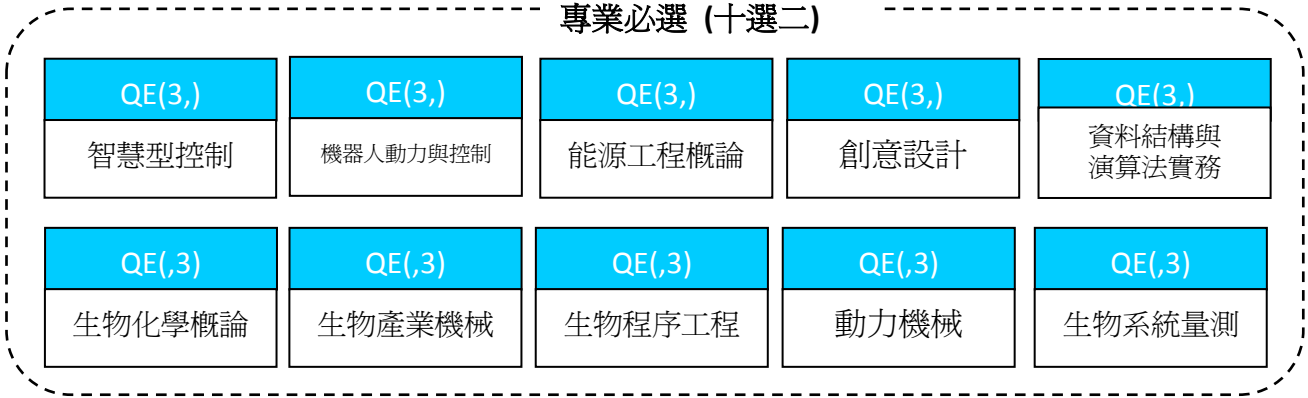 專業必選 (十選二)
QE(3,)
智慧型控制
QE(3,)
機器人動力與控制
QE(3,)
能源工程概論
QE(3,)
創意設計
QE(3,)
資料結構與
演算法實務
QE(,3)
生物化學概論
QE(,3)
生物產業機械
QE(,3)
生物程序工程
QE(,3)
動力機械
QE(,3)
生物系統量測